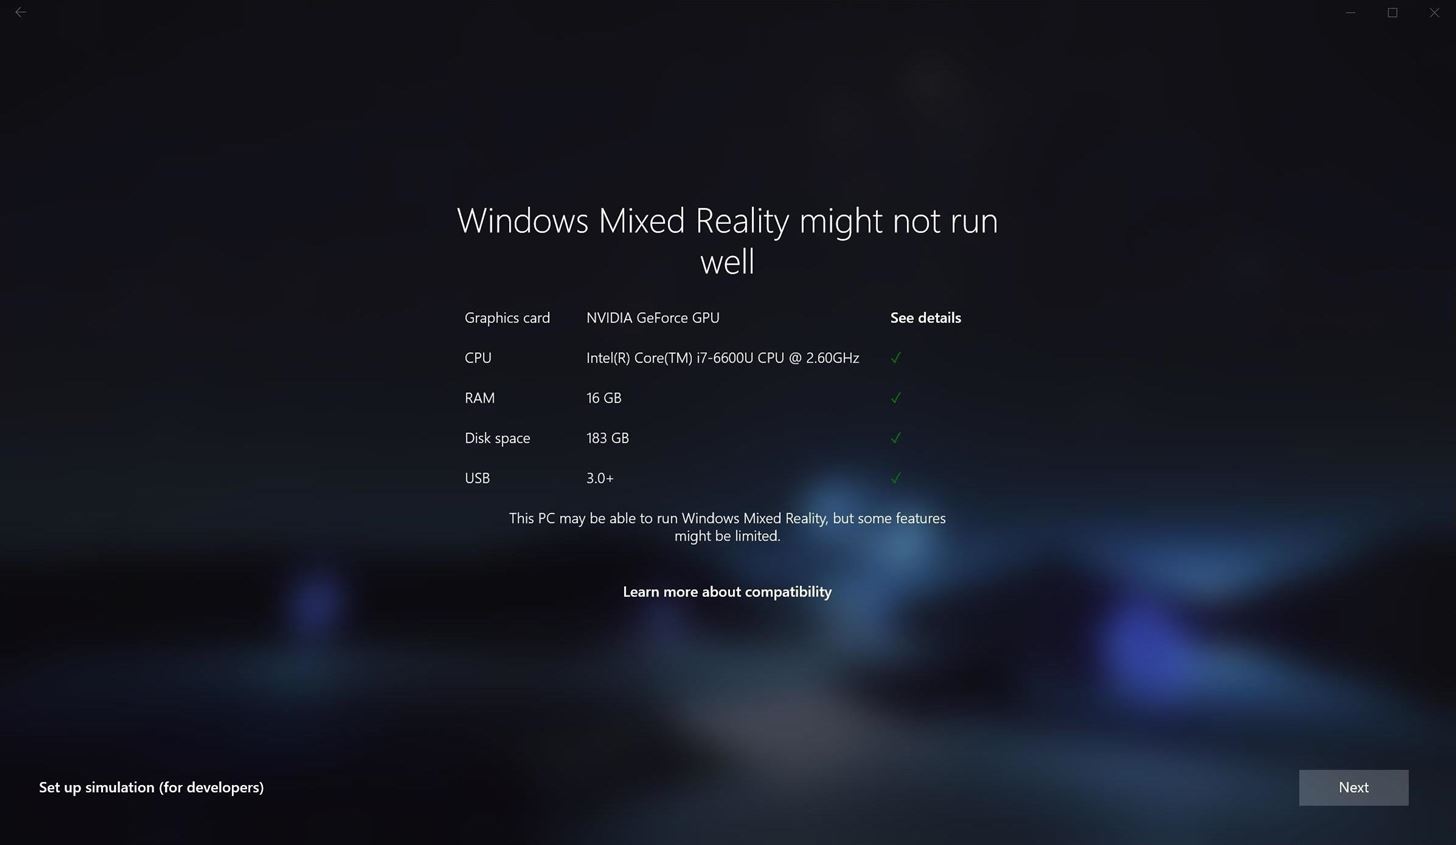 Windows Mixed Reality might not run
well
Graphics card NVIDIA GeForce GPU See details
CPU Intel(R) Core(TM) i7-6600U CPU @ 2.60GHz ✓
RAM 16 GB ✓
Disk space 183 GB ✓
USB 3.0+ ✓
This PC may be able to run Windows Mixed Reality, but some features
might be limited.
Learn more about compatibility
Set up simulation (for developers) Next